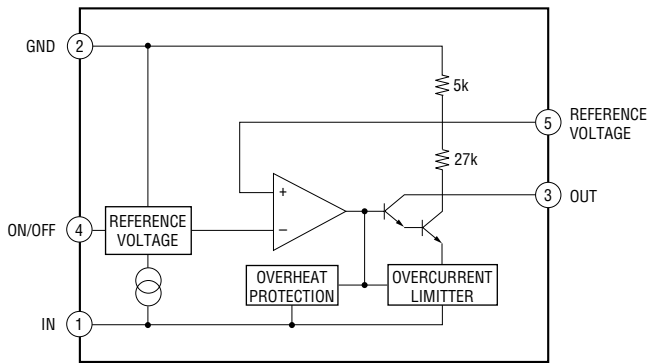 GND 2
5k
5 REFERENCE
VOLTAGE
27k
+
3 OUT
ON/OFF 4 REFERENCE
VOLTAGE
−
OVERHEAT
PROTECTION
OVERCURRENT
LIMITTER
IN 1